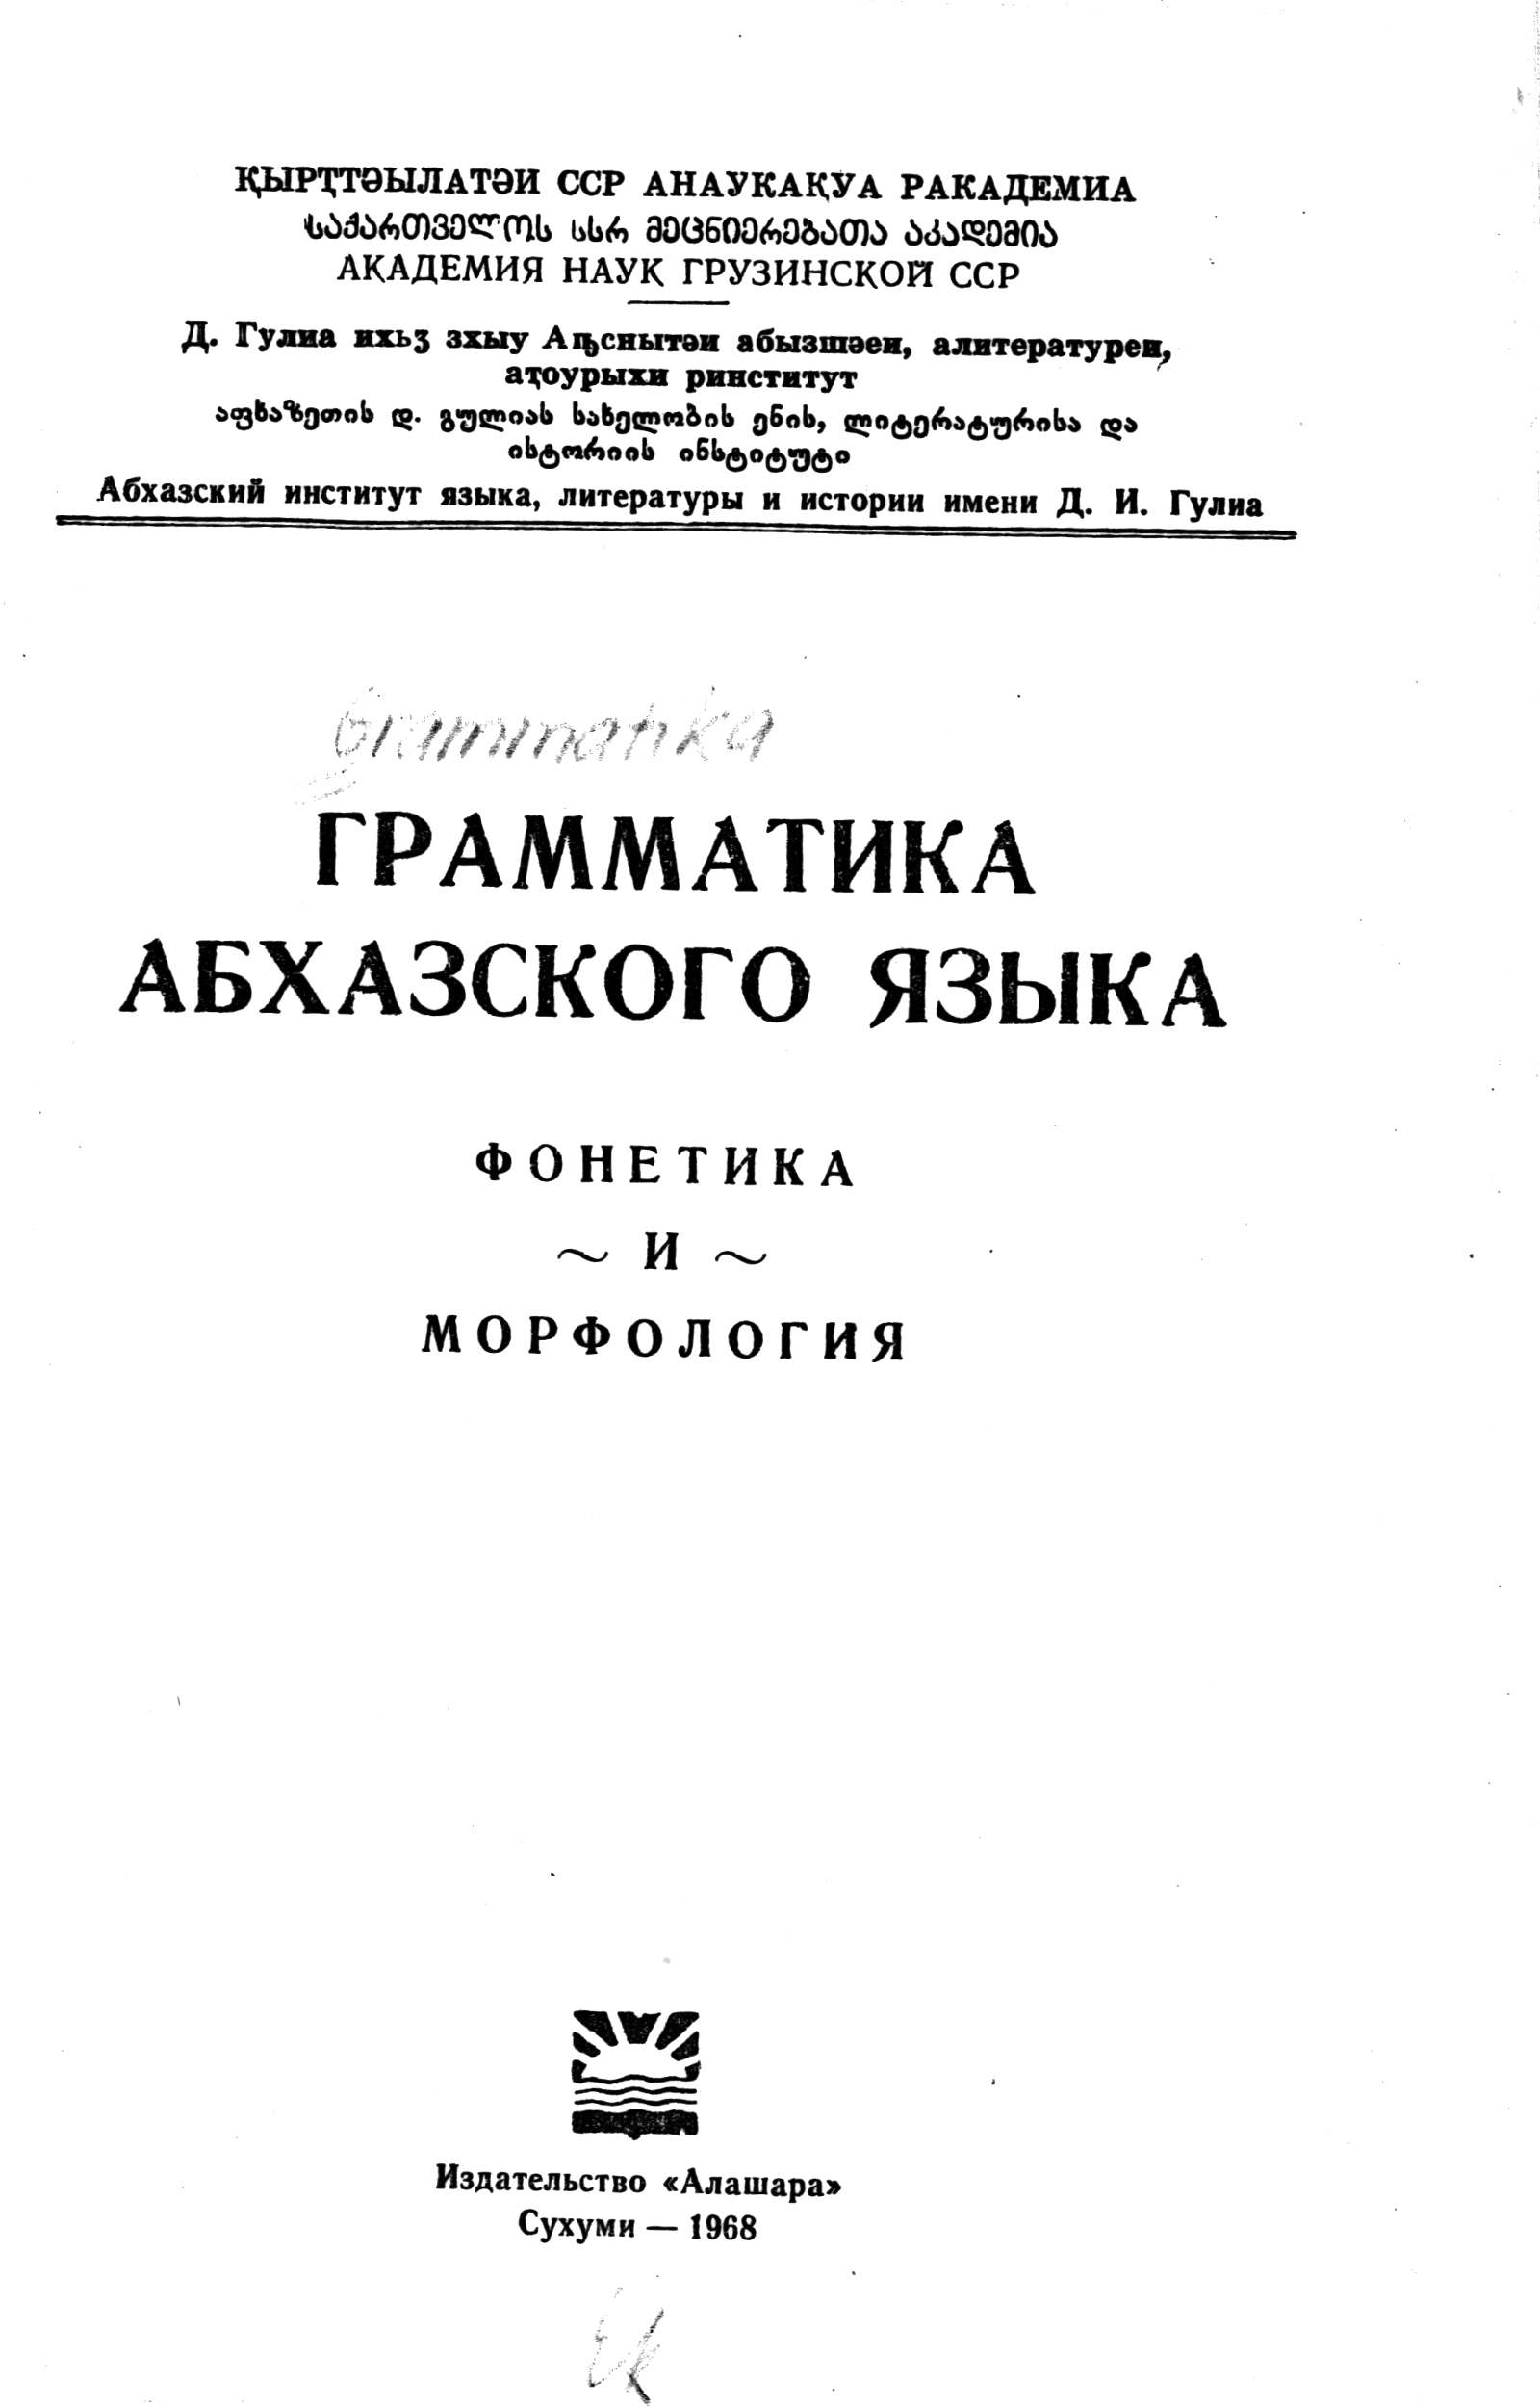 ҚЫРҬТӘЫЛАТӘИ ССР АНАУКАҚУА РАКАДЕМИА
საქართველოს სსრ მეცნიერებათა აკადემია
АКАДЕМИЯ НАУК ГРУЗИНСКОЙ ССР
Д. Гулиа ихьӡ зхыу Аҧснытәи абызшәеи, алитературеи,
аҭоурыхи ринститут
აფხაზეთის დ. გულიას სახელობის ენის, ლიტერატურისა და
ისტორიის ინსტიტუტი
Абхазский институт языка, литературы и истории имени Д. И. Гулиа
Grammatika
ГРАММАТИКА
АБХАЗСКОГО ЯЗЫКА
ФОНЕТИКА
~ И ~
МОРФОЛОГИЯ
Издательство «Алашара»
Сухуми — 1968